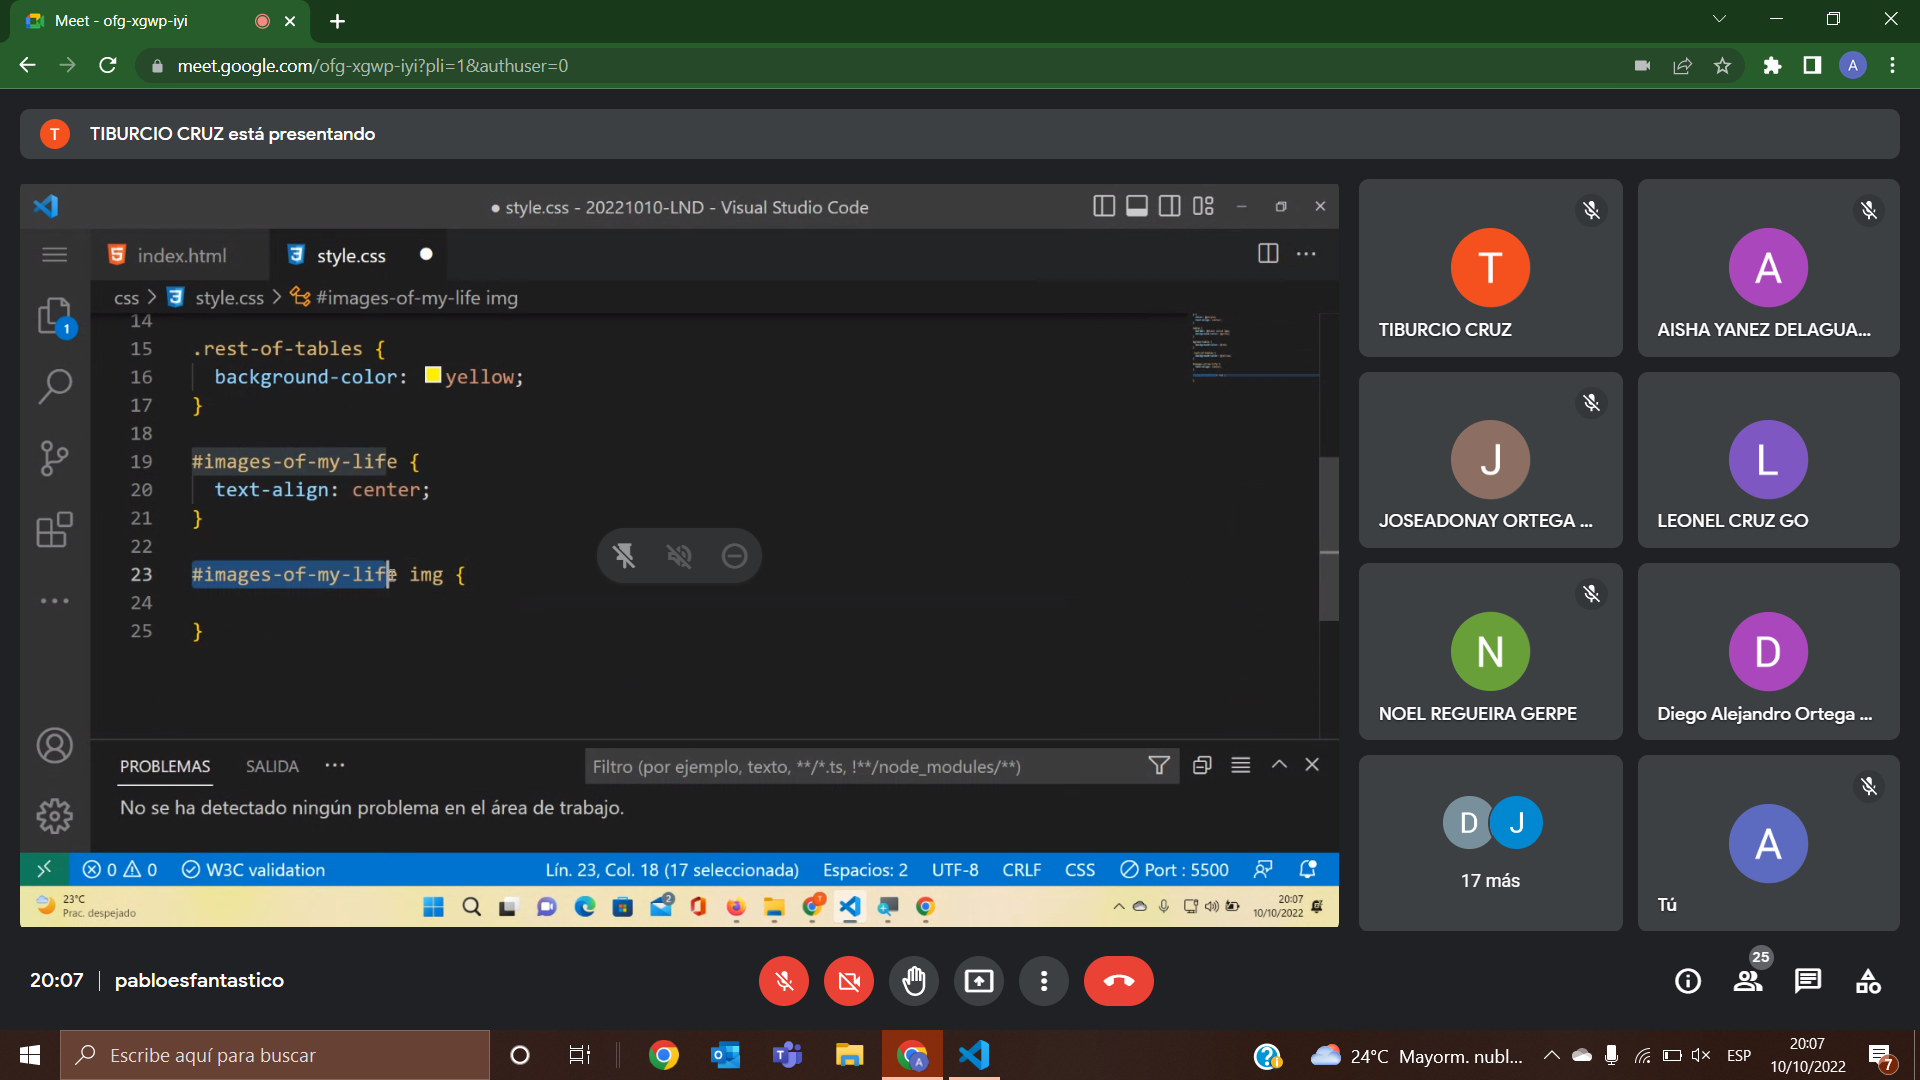 Meet - ofg-xgwp-iyi
meet.google.com/ofg-xgwp-iyi?pli=1&authuser=0
A
T
TIBURCIO CRUZ está presentando
● style.css - 20221010-LND - Visual Studio Code
index.html
style.css
css > style.css > #images-of-my-life img
1
14
15 .rest-of-tables {
16 background-color: yellow;
17 }
18
19 #images-of-my-life {
20 text-align: center;
21 }
22
23 #images-of-my-life img {
24
25 }
PROBLEMAS
SALIDA
Filtro (por ejemplo, texto, **/*.ts, !**/node_modules/**)
No se ha detectado ningún problema en el área de trabajo.
0 0 W3C validation
Lín. 23, Col. 18 (17 seleccionada)
Espacios: 2
UTF-8
CRLF
CSS
Port : 5500
23°C
Prac. despejado
2
20:07
10/10/2022
T
TIBURCIO CRUZ
A
AISHA YANEZ DELAGUA...
J
JOSEADONAY ORTEGA ...
L
LEONEL CRUZ GO
N
NOEL REGUEIRA GERPE
D
Diego Alejandro Ortega ...
D J
17 más
A
Tú
20:07 | pabloesfantastico
25
Escribe aquí para buscar
24°C Mayorm. nubl...
ESP
20:07
10/10/2022
7